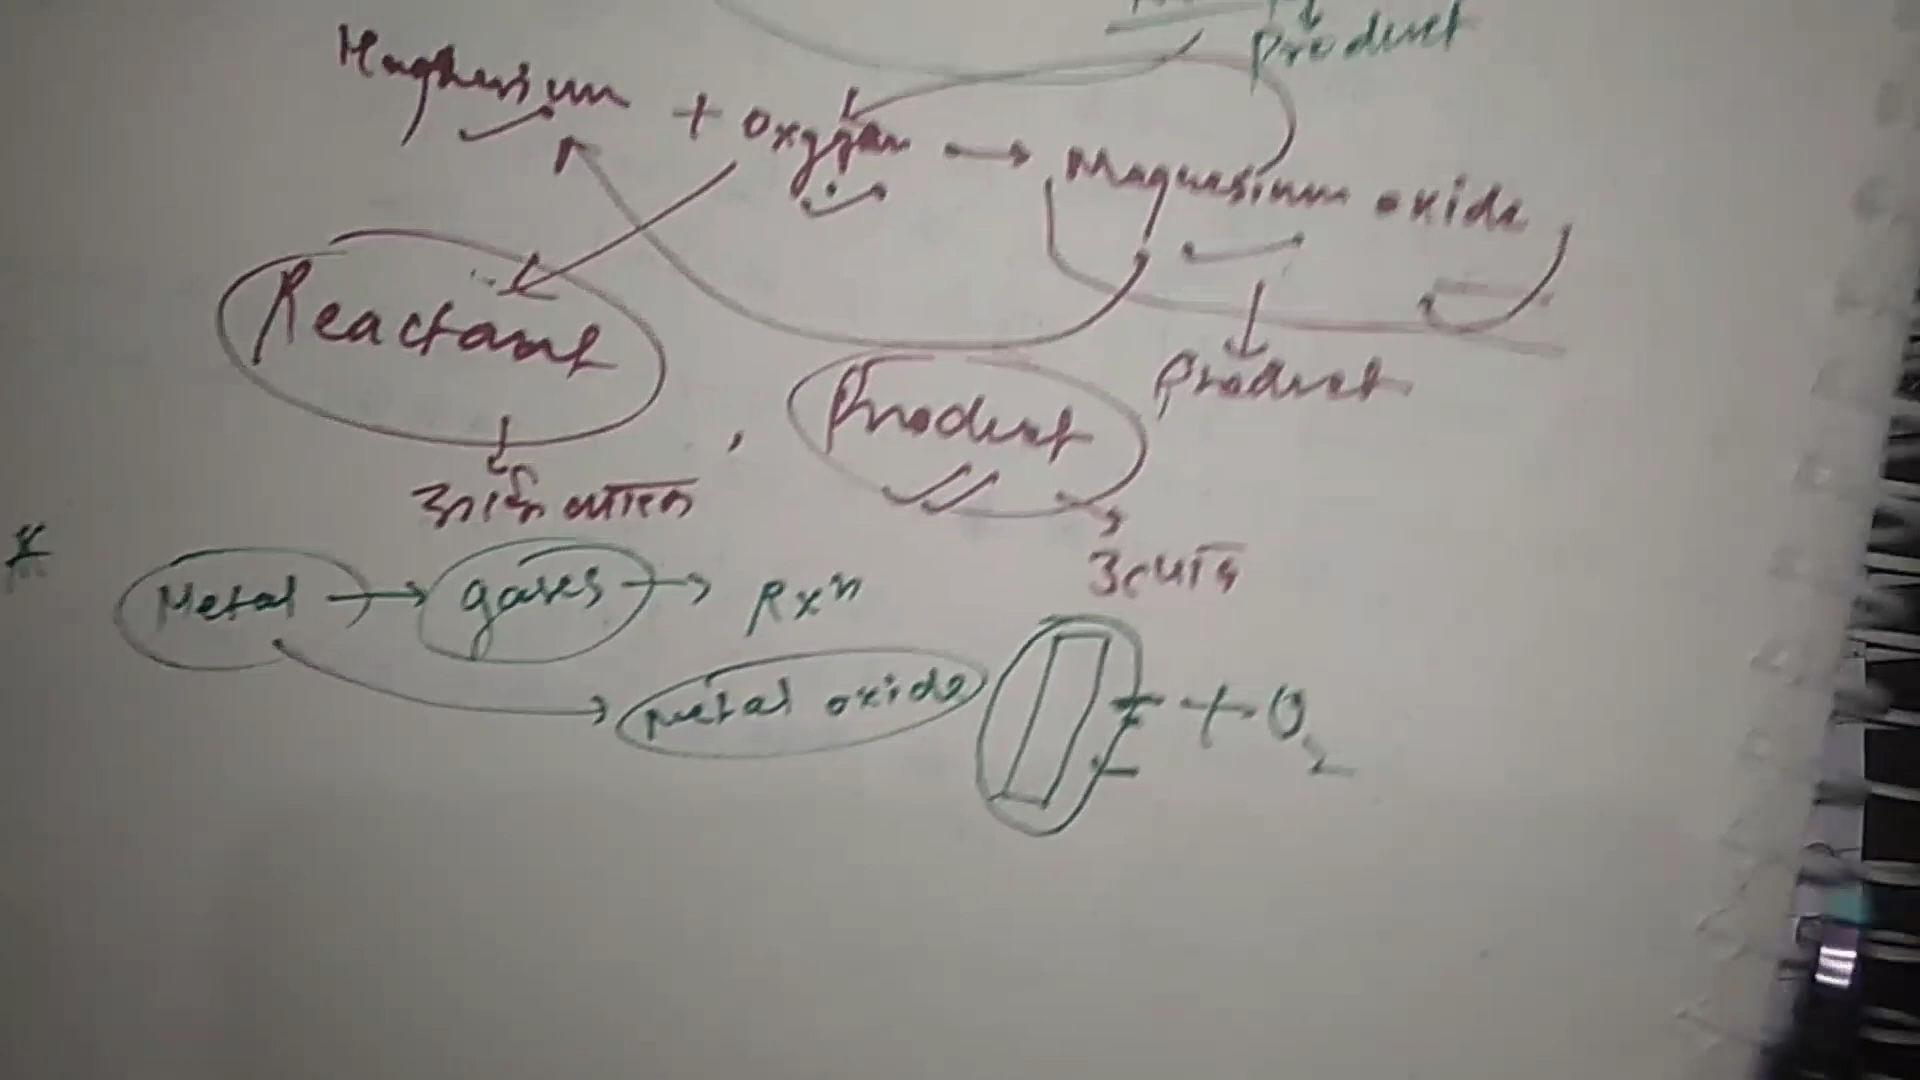 Product
Magnesium + Oxygen → Magnesium oxide
Reactant
Product
, Product
अभिकारक
उत्पाद
* Metal → gases → Rxn
Metal oxide
+ O2